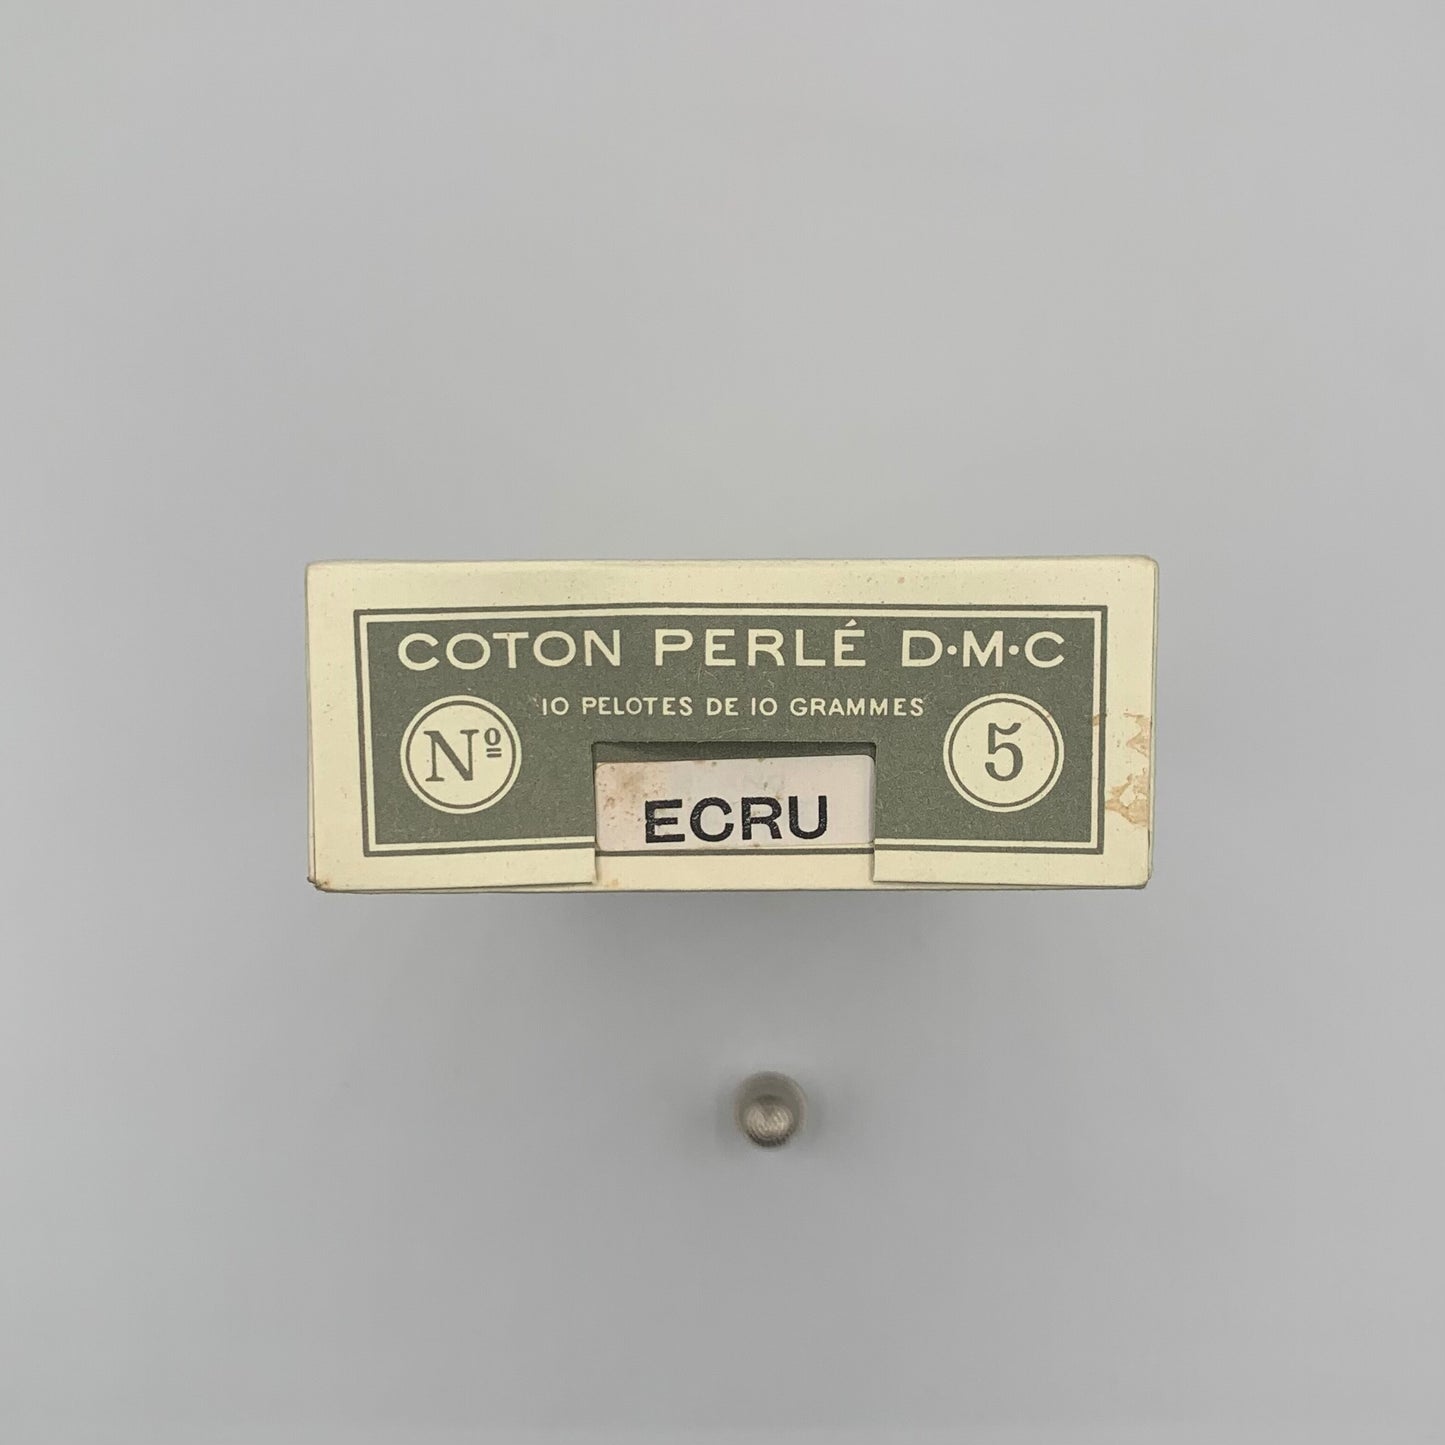 COTON PERLÉ D·M·C
10 PELOTES DE 10 GRAMMES
Nº
5
ECRU